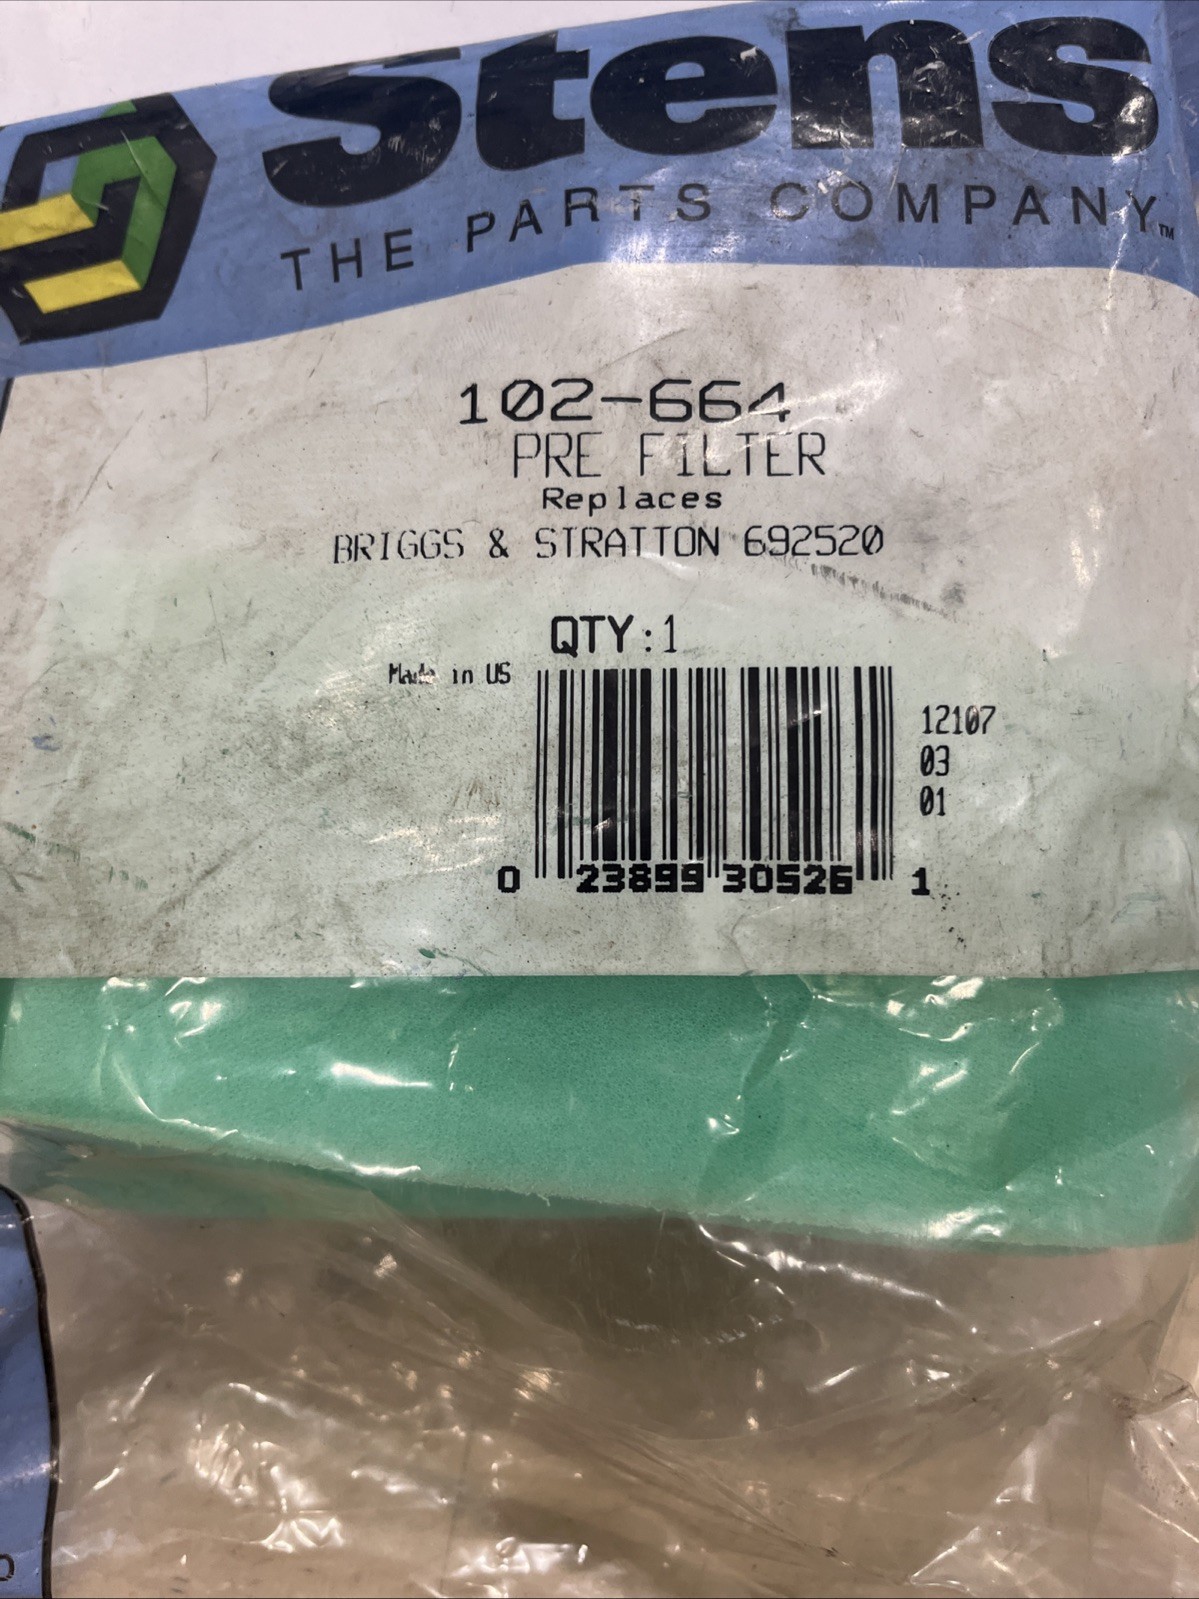 Stens
THE PARTS COMPANY™
102-664
PRE FILTER
Replaces
BRIGGS & STRATTON 692520
QTY:1
Made in US
12107
03
01
0 23899 30526 1